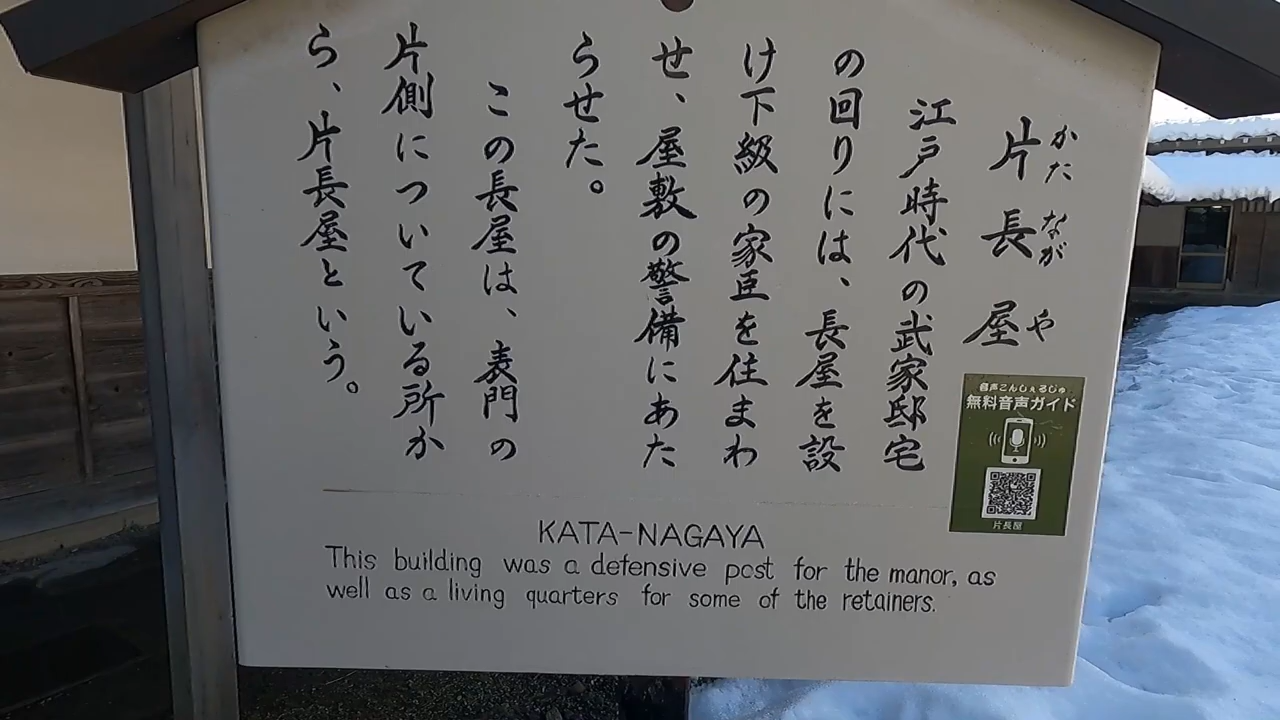 片長屋
かたながや
江戸時代の武家邸宅
の回りには、長屋を設
け下級の家臣を住まわ
せ、屋敷の警備にあた
らせた。
この長屋は、表門の
片側についている所か
ら、片長屋という。
音声こんしぇるじゅ
無料音声ガイド
片長屋
KATA-NAGAYA
This building was a defensive post for the manor, as
well as a living quarters for some of the retainers.